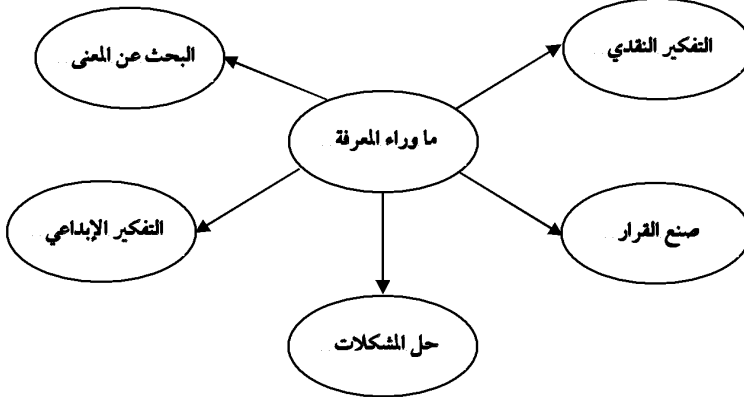 التفكير النقدي
البحث عن المعنى
ما وراء المعرفة
صنع القرار
التفكير الإبداعي
حل المشكلات